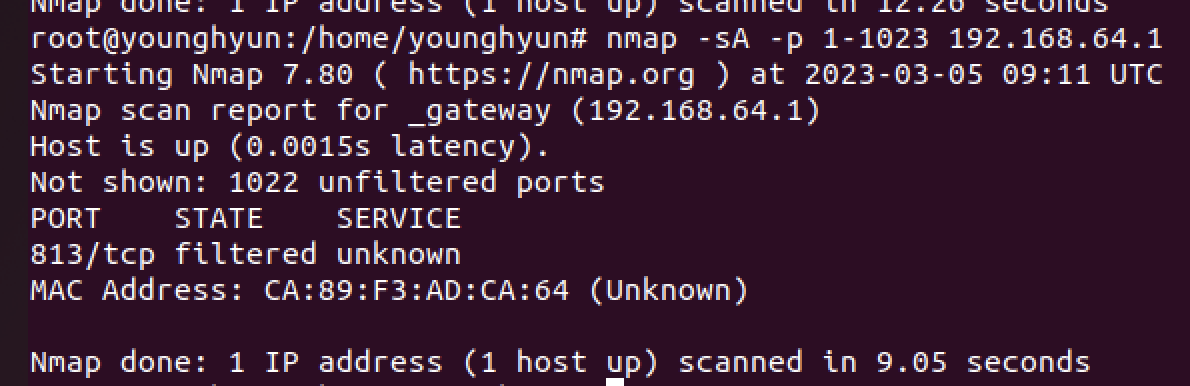 Nmap done: 1 IP address (1 host up) scanned in 12.26 seconds
root@younghyun:/home/younghyun# nmap -sA -p 1-1023 192.168.64.1
Starting Nmap 7.80 ( https://nmap.org ) at 2023-03-05 09:11 UTC
Nmap scan report for _gateway (192.168.64.1)
Host is up (0.0015s latency).
Not shown: 1022 unfiltered ports
PORT    STATE    SERVICE
813/tcp filtered unknown
MAC Address: CA:89:F3:AD:CA:64 (Unknown)
Nmap done: 1 IP address (1 host up) scanned in 9.05 seconds